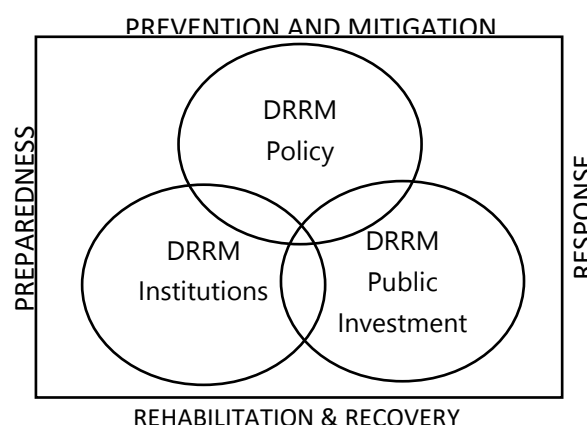 PREVENTION AND MITIGATION
DRRM
Policy
PREPAREDNESS
RESPONSE
DRRM
Institutions
DRRM
Public
Investment
REHABILITATION & RECOVERY